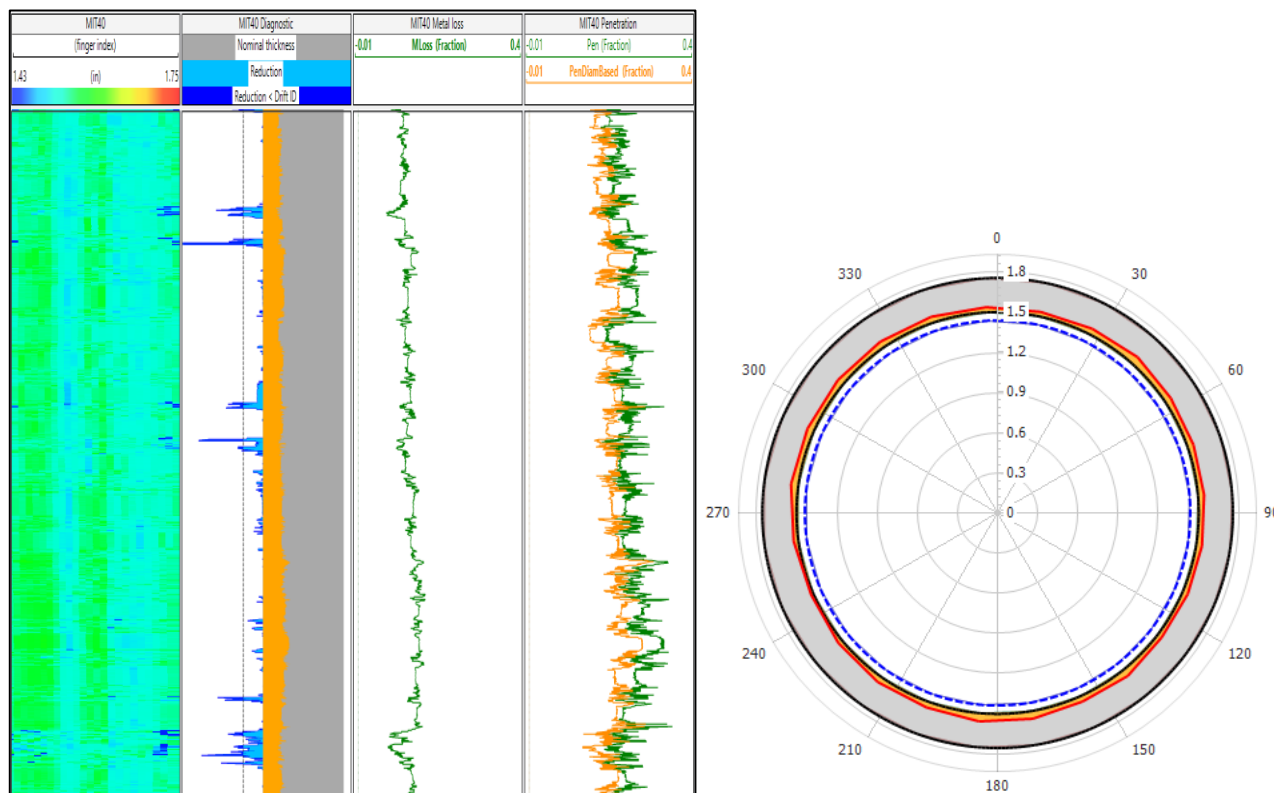 MIT40
(finger index)
1.43 (in) 1.75
MIT40 Diagnostic
Nominal thickness
Reduction
Reduction < Drift ID
MIT40 Metal loss
-0.01 MLoss (Fraction) 0.4
MIT40 Penetration
-0.01 Pen (Fraction) 0.4
-0.01 PenDiamBased (Fraction) 0.4
0
330 30
300 60
270 90
240 120
210 150
180
1.8
1.5
1.2
0.9
0.6
0.3
0